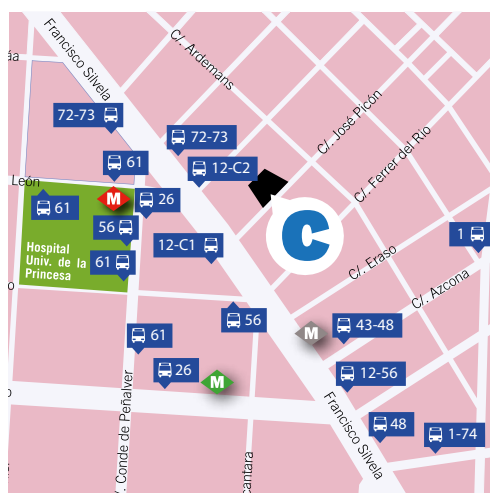 Francisco Silvela
C/. Ardemans
áa
72-73
72-73
C/. José Picón
61
12-C2
C/. Ferrer del Río
León
M
26
61
56
C
1
12-C1
Hospital
Univ. de la
Princesa
61
C/. Eraso
C/. Azcona
o
56
61
M
43-48
26
M
12-56
o
/. Conde de Peñalver
Francisco Silvela
48
1-74
cantara